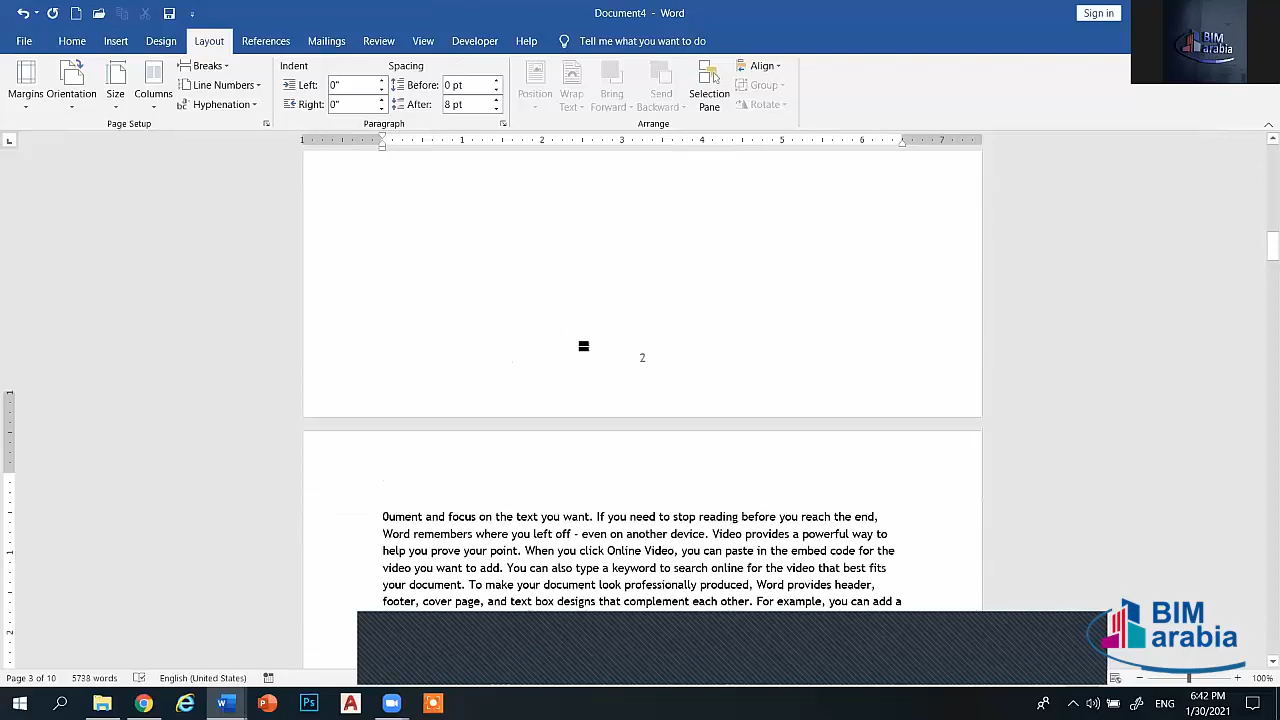 Document4 - Word
Sign in
BIM
arabia
File Home Insert Design Layout References Mailings Review View Developer Help Tell me what you want to do
Margins Orientation Size Columns
Breaks
Line Numbers
Hyphenation
Page Setup
Indent Spacing
Left: 0" Before: 0 pt
Right: 0" After: 8 pt
Paragraph
Position Wrap Text Bring Forward Send Backward Selection Pane
Align
Group
Rotate
Arrange
1 1 2 3 4 5 6 7
2
0ument and focus on the text you want. If you need to stop reading before you reach the end,
Word remembers where you left off - even on another device. Video provides a powerful way to
help you prove your point. When you click Online Video, you can paste in the embed code for the
video you want to add. You can also type a keyword to search online for the video that best fits
your document. To make your document look professionally produced, Word provides header,
footer, cover page, and text box designs that complement each other. For example, you can add a
BIM
arabia
Page 3 of 10 5738 words English (United States) 100%
ENG
6:42 PM
1/30/2021